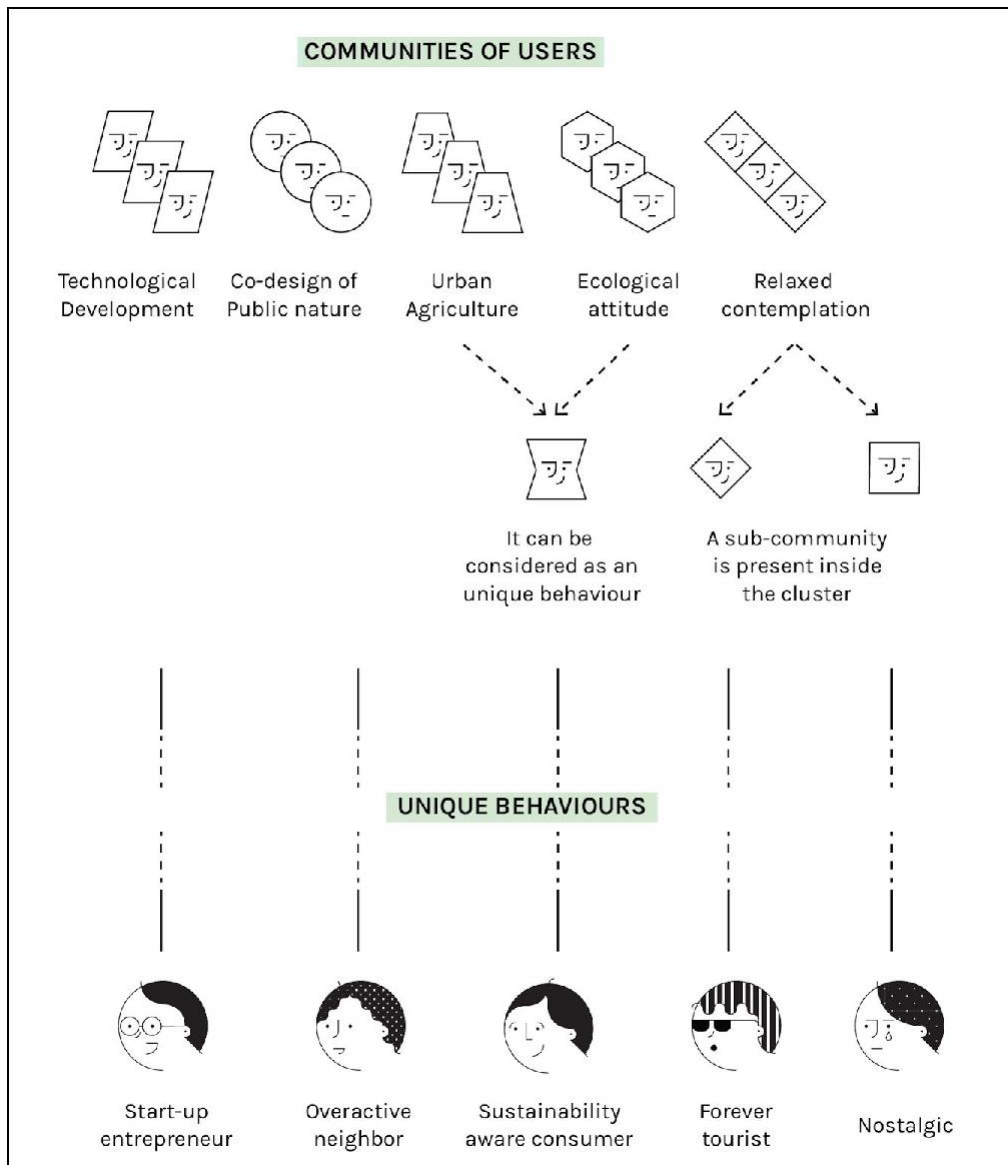 COMMUNITIES OF USERS
Technological
Development
Co-design of
Public nature
Urban
Agriculture
Ecological
attitude
Relaxed
contemplation
It can be
considered as an
unique behaviour
A sub-community
is present inside
the cluster
UNIQUE BEHAVIOURS
Start-up
entrepreneur
Overactive
neighbor
Sustainability
aware consumer
Forever
tourist
Nostalgic